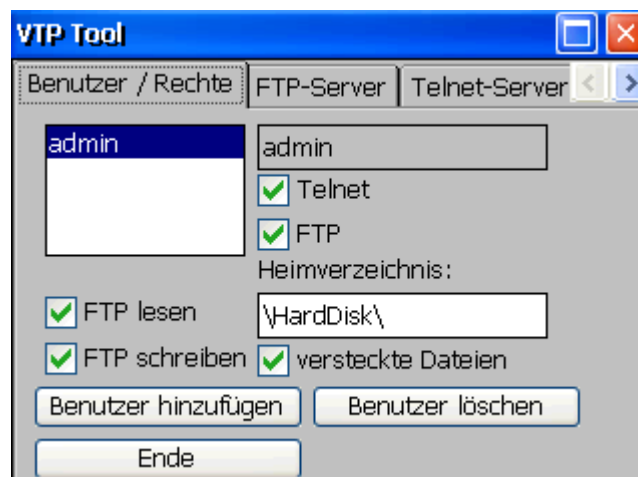 VTP Tool
Benutzer / Rechte
FTP-Server
Telnet-Server
admin
admin
Telnet
FTP
Heimverzeichnis:
FTP lesen
\HardDisk\
FTP schreiben
versteckte Dateien
Benutzer hinzufügen
Benutzer löschen
Ende